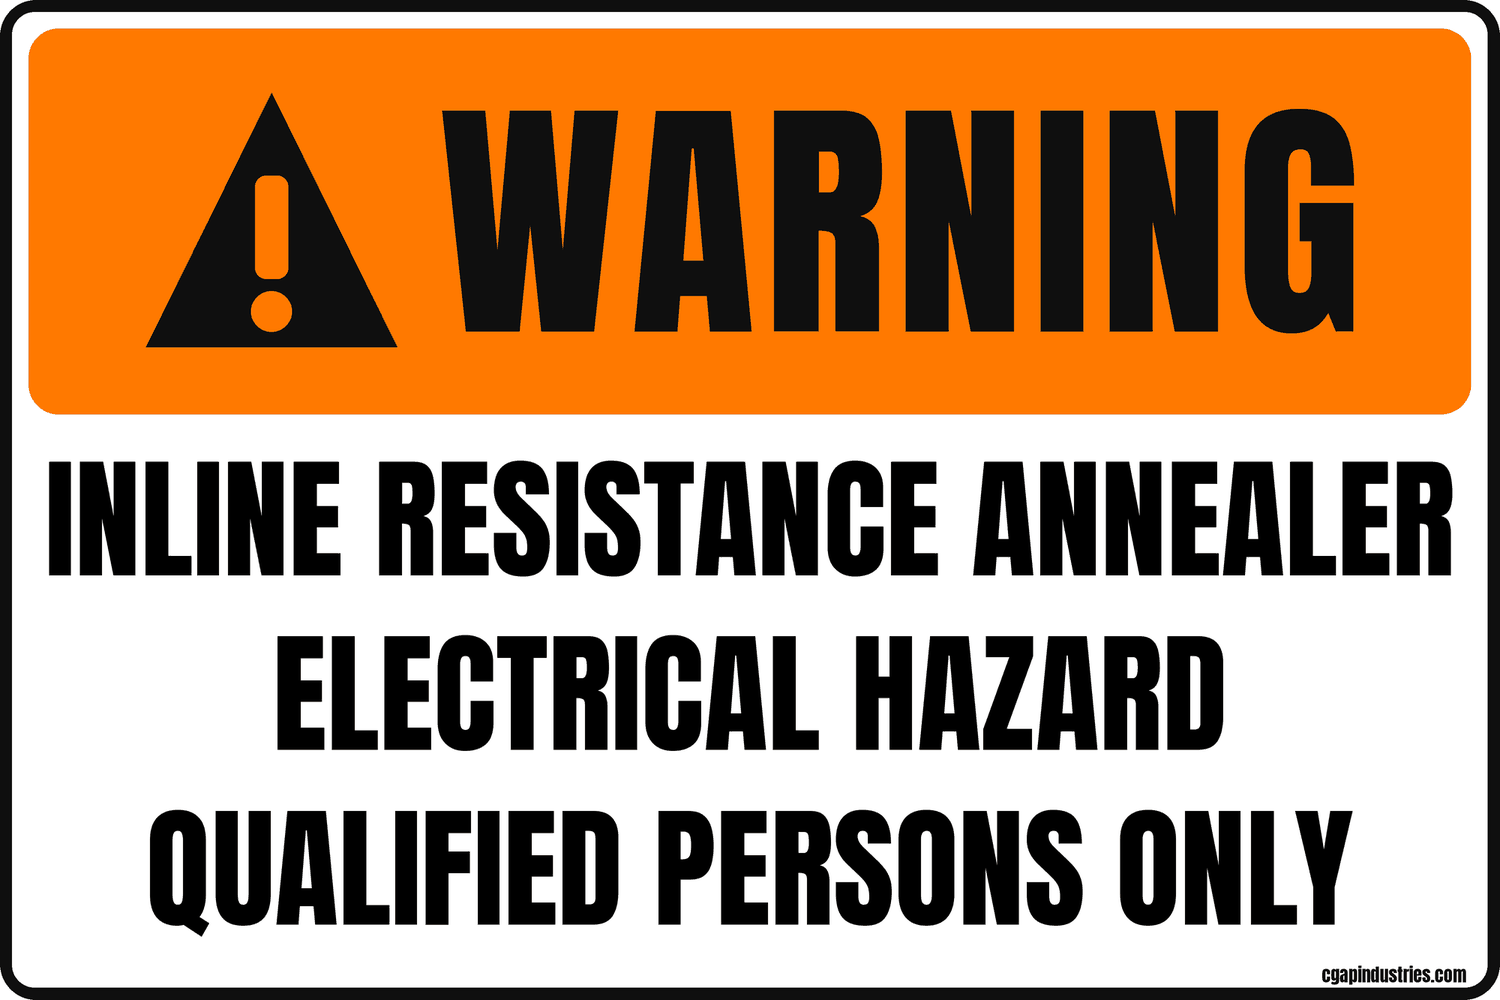 WARNING
INLINE RESISTANCE ANNEALER
ELECTRICAL HAZARD
QUALIFIED PERSONS ONLY
cgapindustries.com